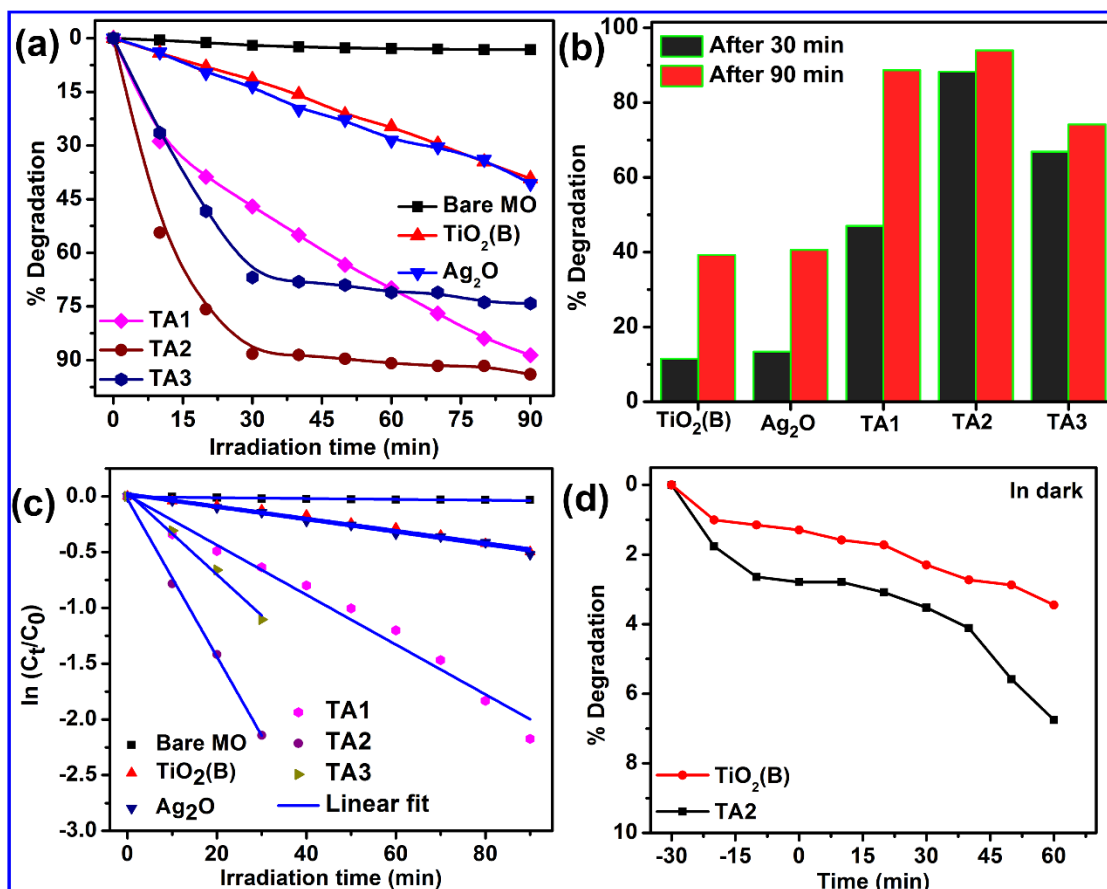 (a)
0
15
30
45
60
75
90
% Degradation
Bare MO
TiO₂(B)
Ag₂O
TA1
TA2
TA3
0 15 30 45 60 75 90
Irradiation time (min)
(b)
100
80
60
40
20
0
% Degradation
After 30 min
After 90 min
TiO₂(B) Ag₂O TA1 TA2 TA3
(c)
0.0
-0.5
-1.0
-1.5
-2.0
-2.5
-3.0
ln (Cₜ/C₀)
Bare MO
TiO₂(B)
Ag₂O
TA1
TA2
TA3
Linear fit
0 20 40 60 80
Irradiation time (min)
(d)
In dark
0
2
4
6
8
10
% Degradation
TiO₂(B)
TA2
-30 -15 0 15 30 45 60
Time (min)